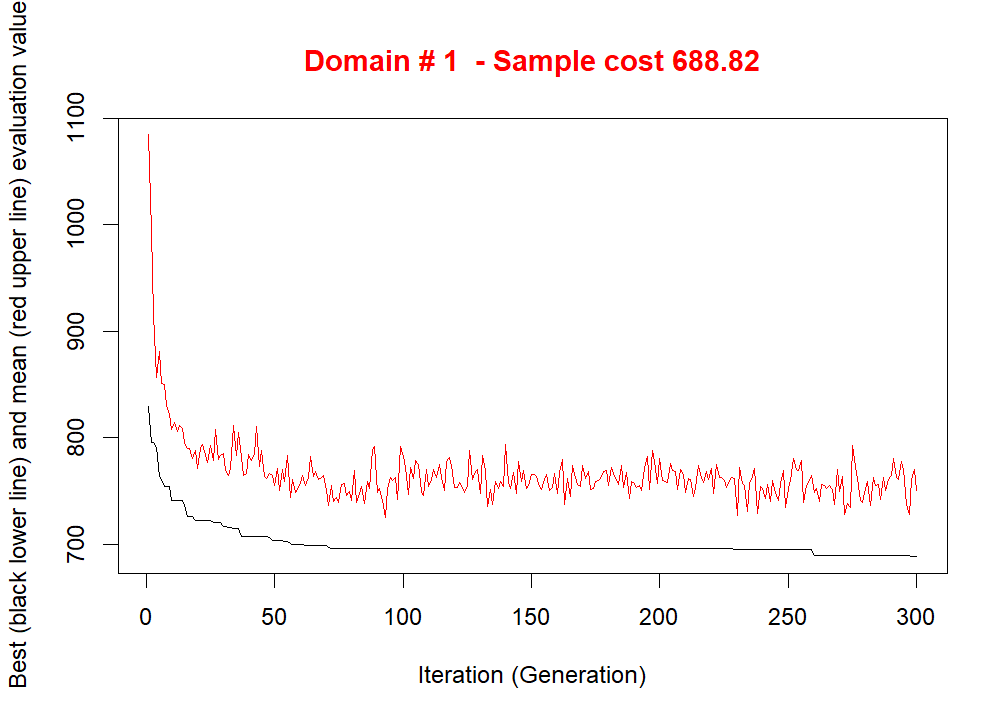 Domain # 1 - Sample cost 688.82
Best (black lower line) and mean (red upper line) evaluation value
1100
1000
900
800
700
0 50 100 150 200 250 300
Iteration (Generation)